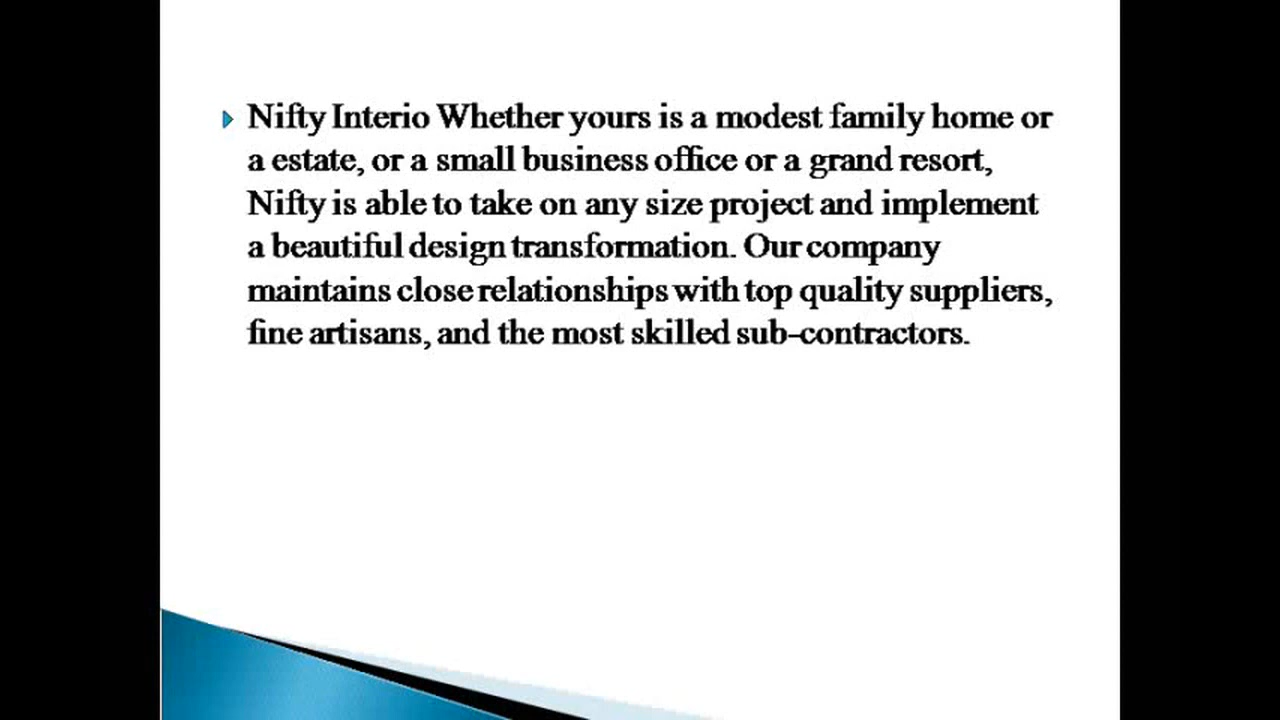 Nifty Interio Whether yours is a modest family home or
a estate, or a small business office or a grand resort,
Nifty is able to take on any size project and implement
a beautiful design transformation. Our company
maintains close relationships with top quality suppliers,
fine artisans, and the most skilled sub-contractors.